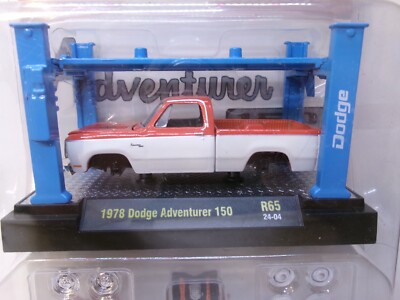 Adventurer
Dodge
1978 Dodge Adventurer 150
R65
24-04